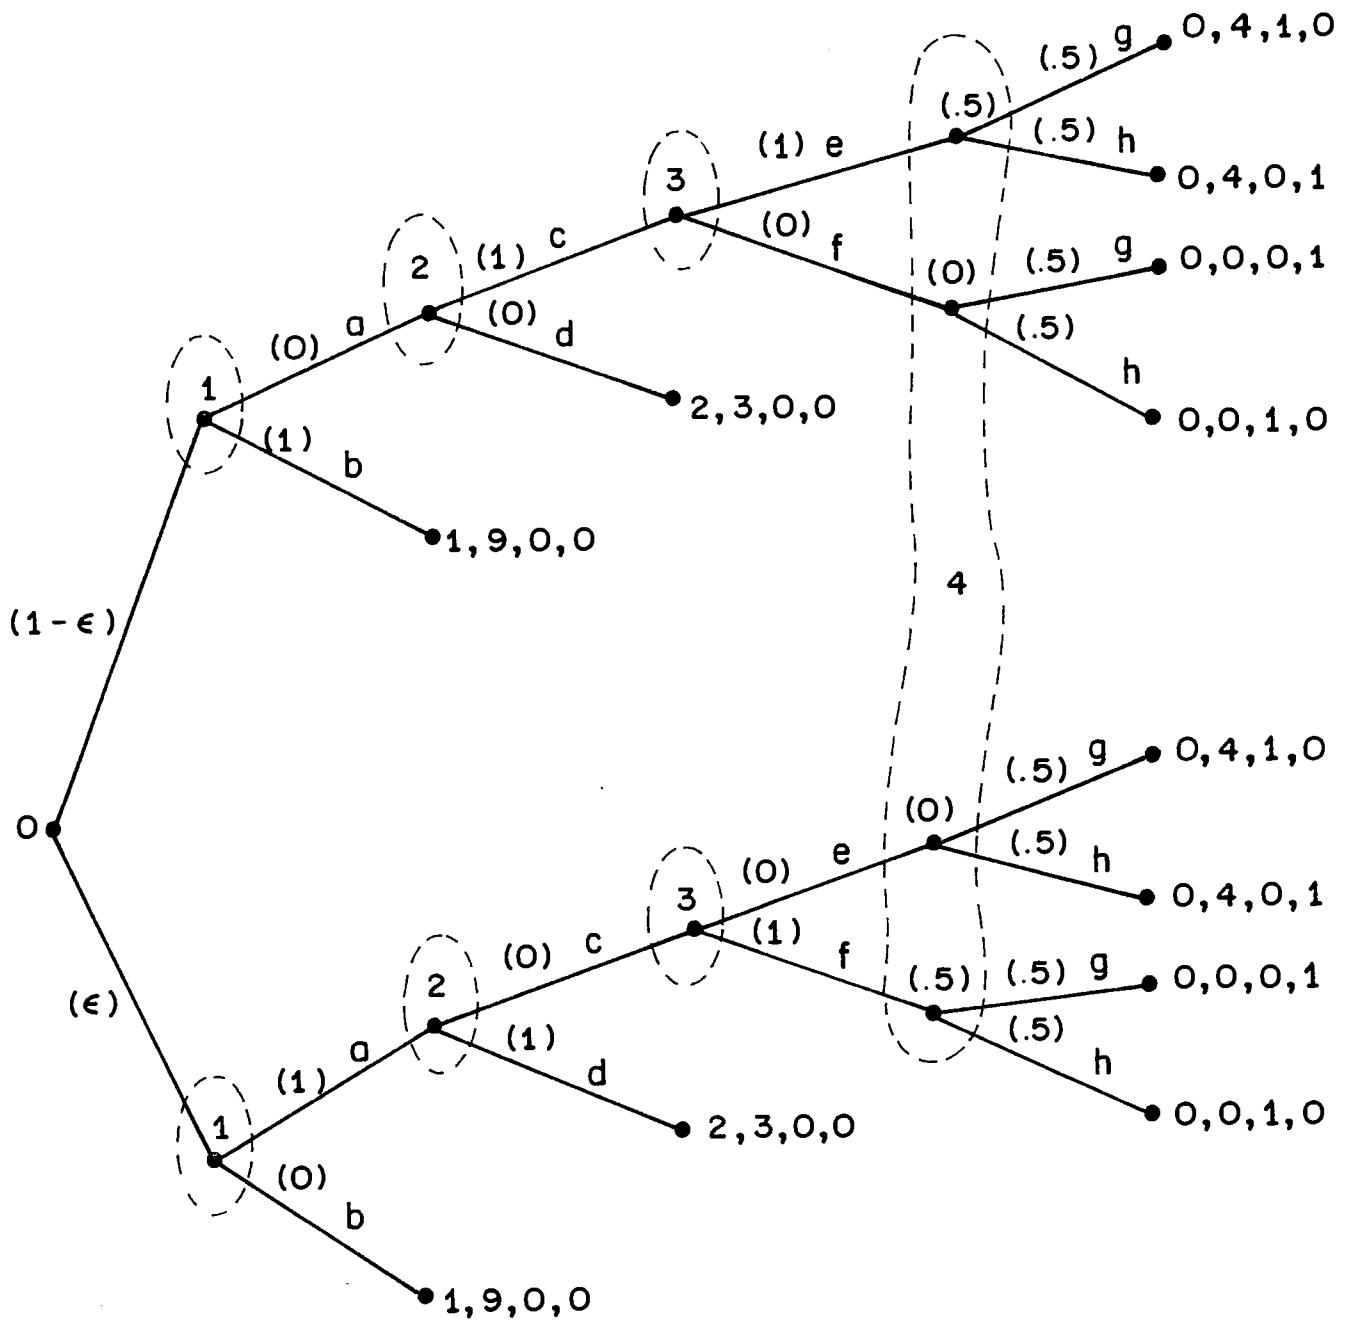 g 0,4,1,0
(.5)
(.5)
(.5) h
0,4,0,1
(1) e
3
(0) f
(0)
(.5) g
0,0,0,1
(.5)
h
0,0,1,0
2
(1) c
(0) d
2,3,0,0
1
(0) a
(1) b
1,9,0,0
4
(1-ϵ)
0
(ϵ)
(.5) g
0,4,1,0
(0)
(.5) h
0,4,0,1
(0) e
3
(1) f
(.5)
(.5) g
0,0,0,1
(.5)
h
0,0,1,0
2
(0) c
(1) d
2,3,0,0
1
(1) a
(0) b
1,9,0,0